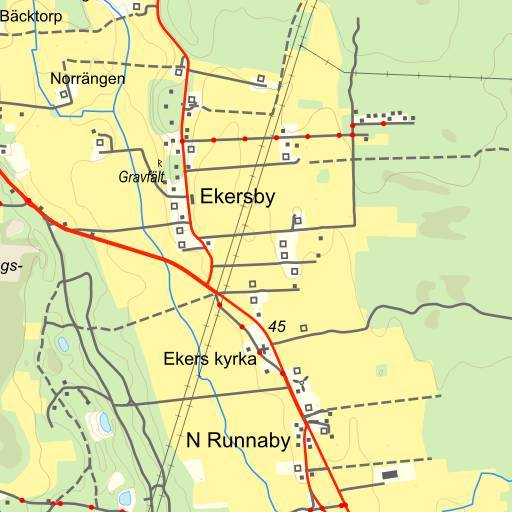 Bäcktorp
Norrängen
R
Gravfält
Ekersby
gs-
45
Ekers kyrka
N Runnaby